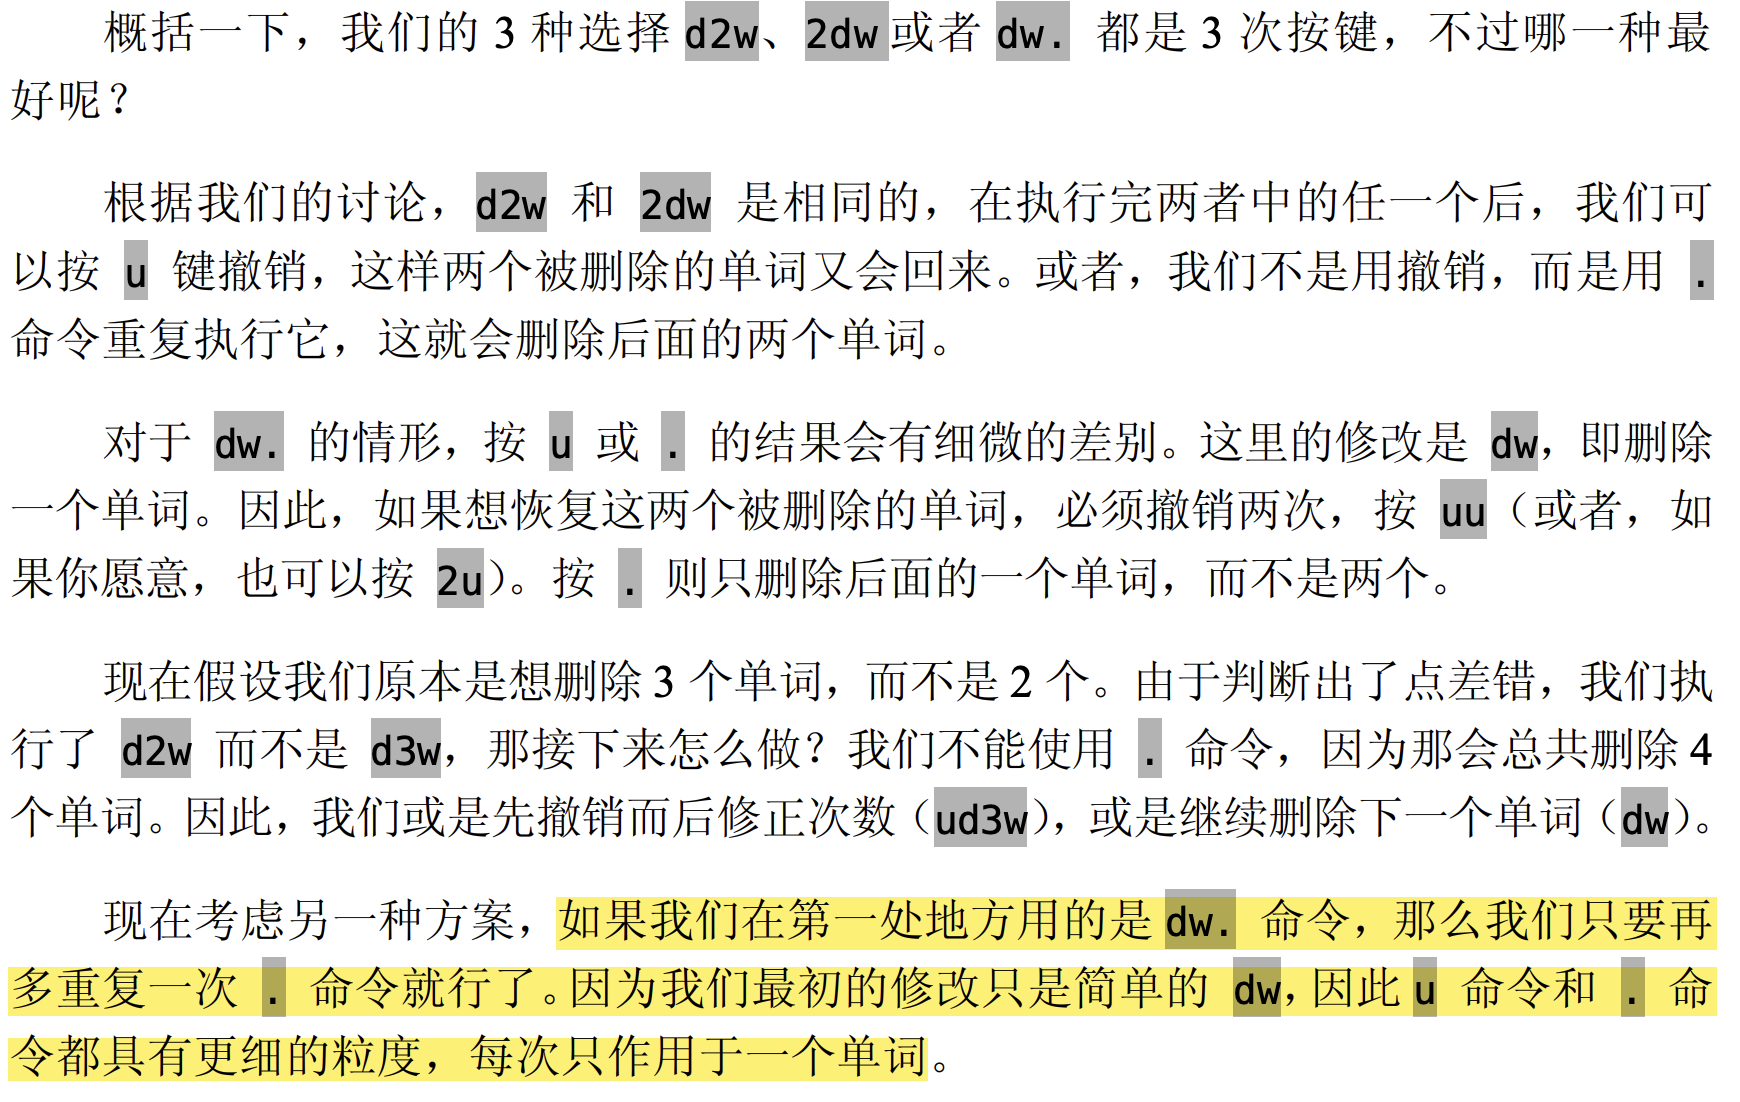 概括一下，我们的 3 种选择 d2w、2dw 或者 dw. 都是 3 次按键，不过哪一种最
好呢？
根据我们的讨论，d2w 和 2dw 是相同的，在执行完两者中的任一个后，我们可
以按 u 键撤销，这样两个被删除的单词又会回来。或者，我们不是用撤销，而是用 .
命令重复执行它，这就会删除后面的两个单词。
对于 dw. 的情形，按 u 或 . 的结果会有细微的差别。这里的修改是 dw，即删除
一个单词。因此，如果想恢复这两个被删除的单词，必须撤销两次，按 uu（或者，如
果你愿意，也可以按 2u）。按 . 则只删除后面的一个单词，而不是两个。
现在假设我们原本是想删除 3 个单词，而不是 2 个。由于判断出了点差错，我们执
行了 d2w 而不是 d3w，那接下来怎么做？我们不能使用 . 命令，因为那会总共删除 4
个单词。因此，我们或是先撤销而后修正次数（ud3w），或是继续删除下一个单词（dw）。
现在考虑另一种方案，如果我们在第一处地方用的是 dw. 命令，那么我们只要再
多重复一次 . 命令就行了。因为我们最初的修改只是简单的 dw，因此 u 命令和 . 命
令都具有更细的粒度，每次只作用于一个单词。